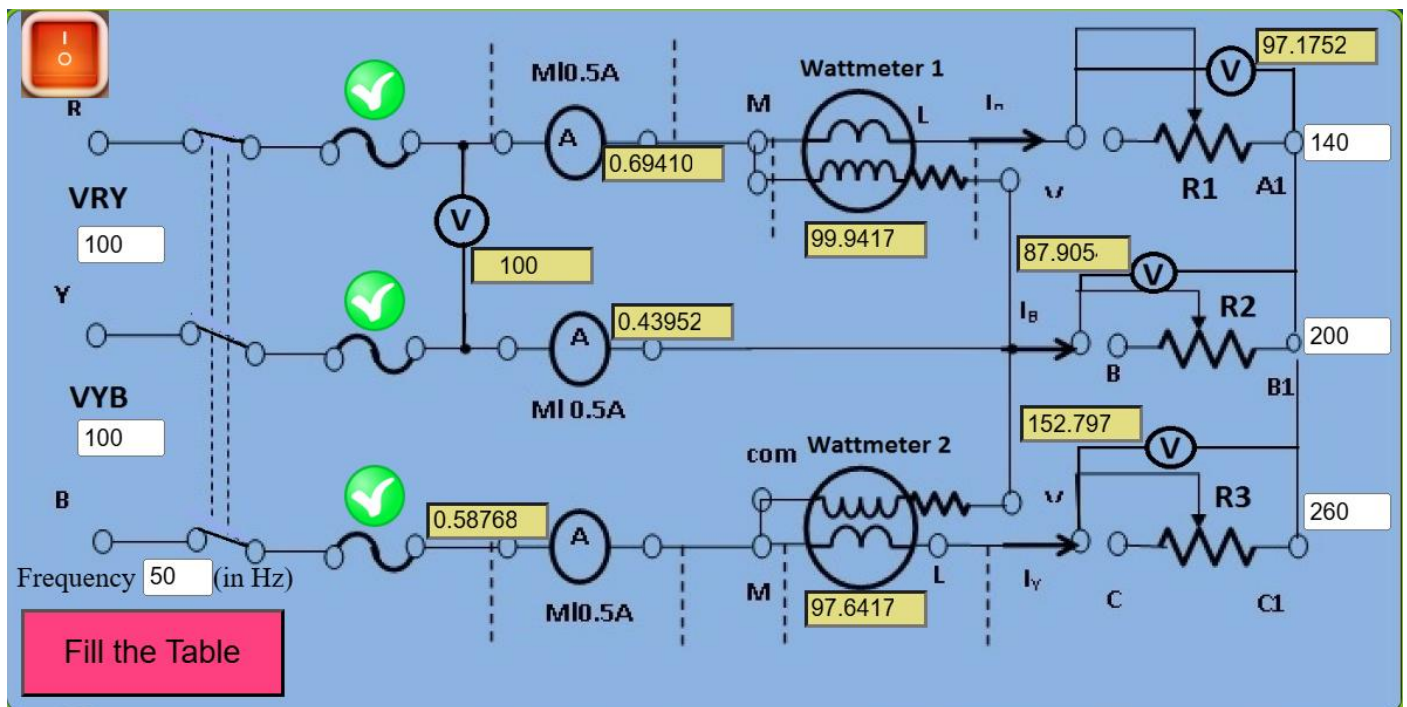 I
O
R
MI0.5A
A
0.69410
Wattmeter 1
M
L
99.9417
V
97.1752
140
R1
A1
VRY
100
V
100
Y
A
0.43952
MI 0.5A
87.905
V
I_B
R2
200
B
B1
VYB
100
152.797
V
com
Wattmeter 2
B
0.58768
A
R3
260
Frequency 50 (in Hz)
MI0.5A
M
L
97.6417
I_Y
C
C1
Fill the Table